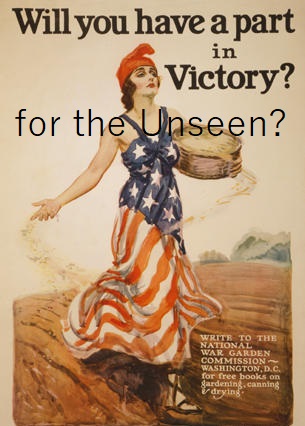 Will you have a part
in
Victory?
for the Unseen?
WRITE TO THE
NATIONAL
WAR GARDEN
COMMISSION ~
WASHINGTON, D.C.
for free books on
gardening, canning
& drying.